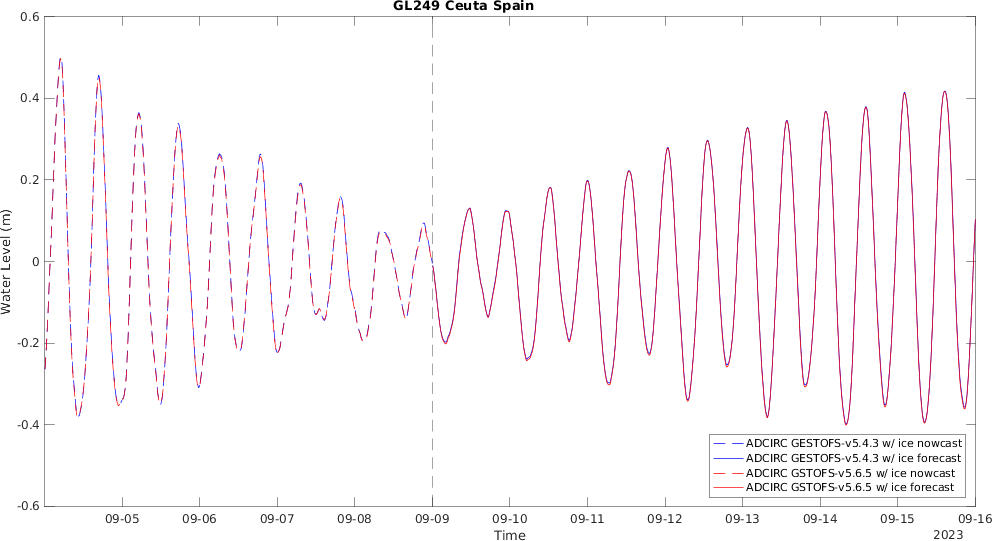 GL249 Ceuta Spain
0.6
0.4
0.2
0
-0.2
-0.4
-0.6
Water Level (m)
ADCIRC GESTOFS-v5.4.3 w/ ice nowcast
ADCIRC GESTOFS-v5.4.3 w/ ice forecast
ADCIRC GSTOFS-v5.6.5 w/ ice nowcast
ADCIRC GSTOFS-v5.6.5 w/ ice forecast
09-05 09-06 09-07 09-08 09-09 09-10 09-11 09-12 09-13 09-14 09-15 09-16
Time
2023